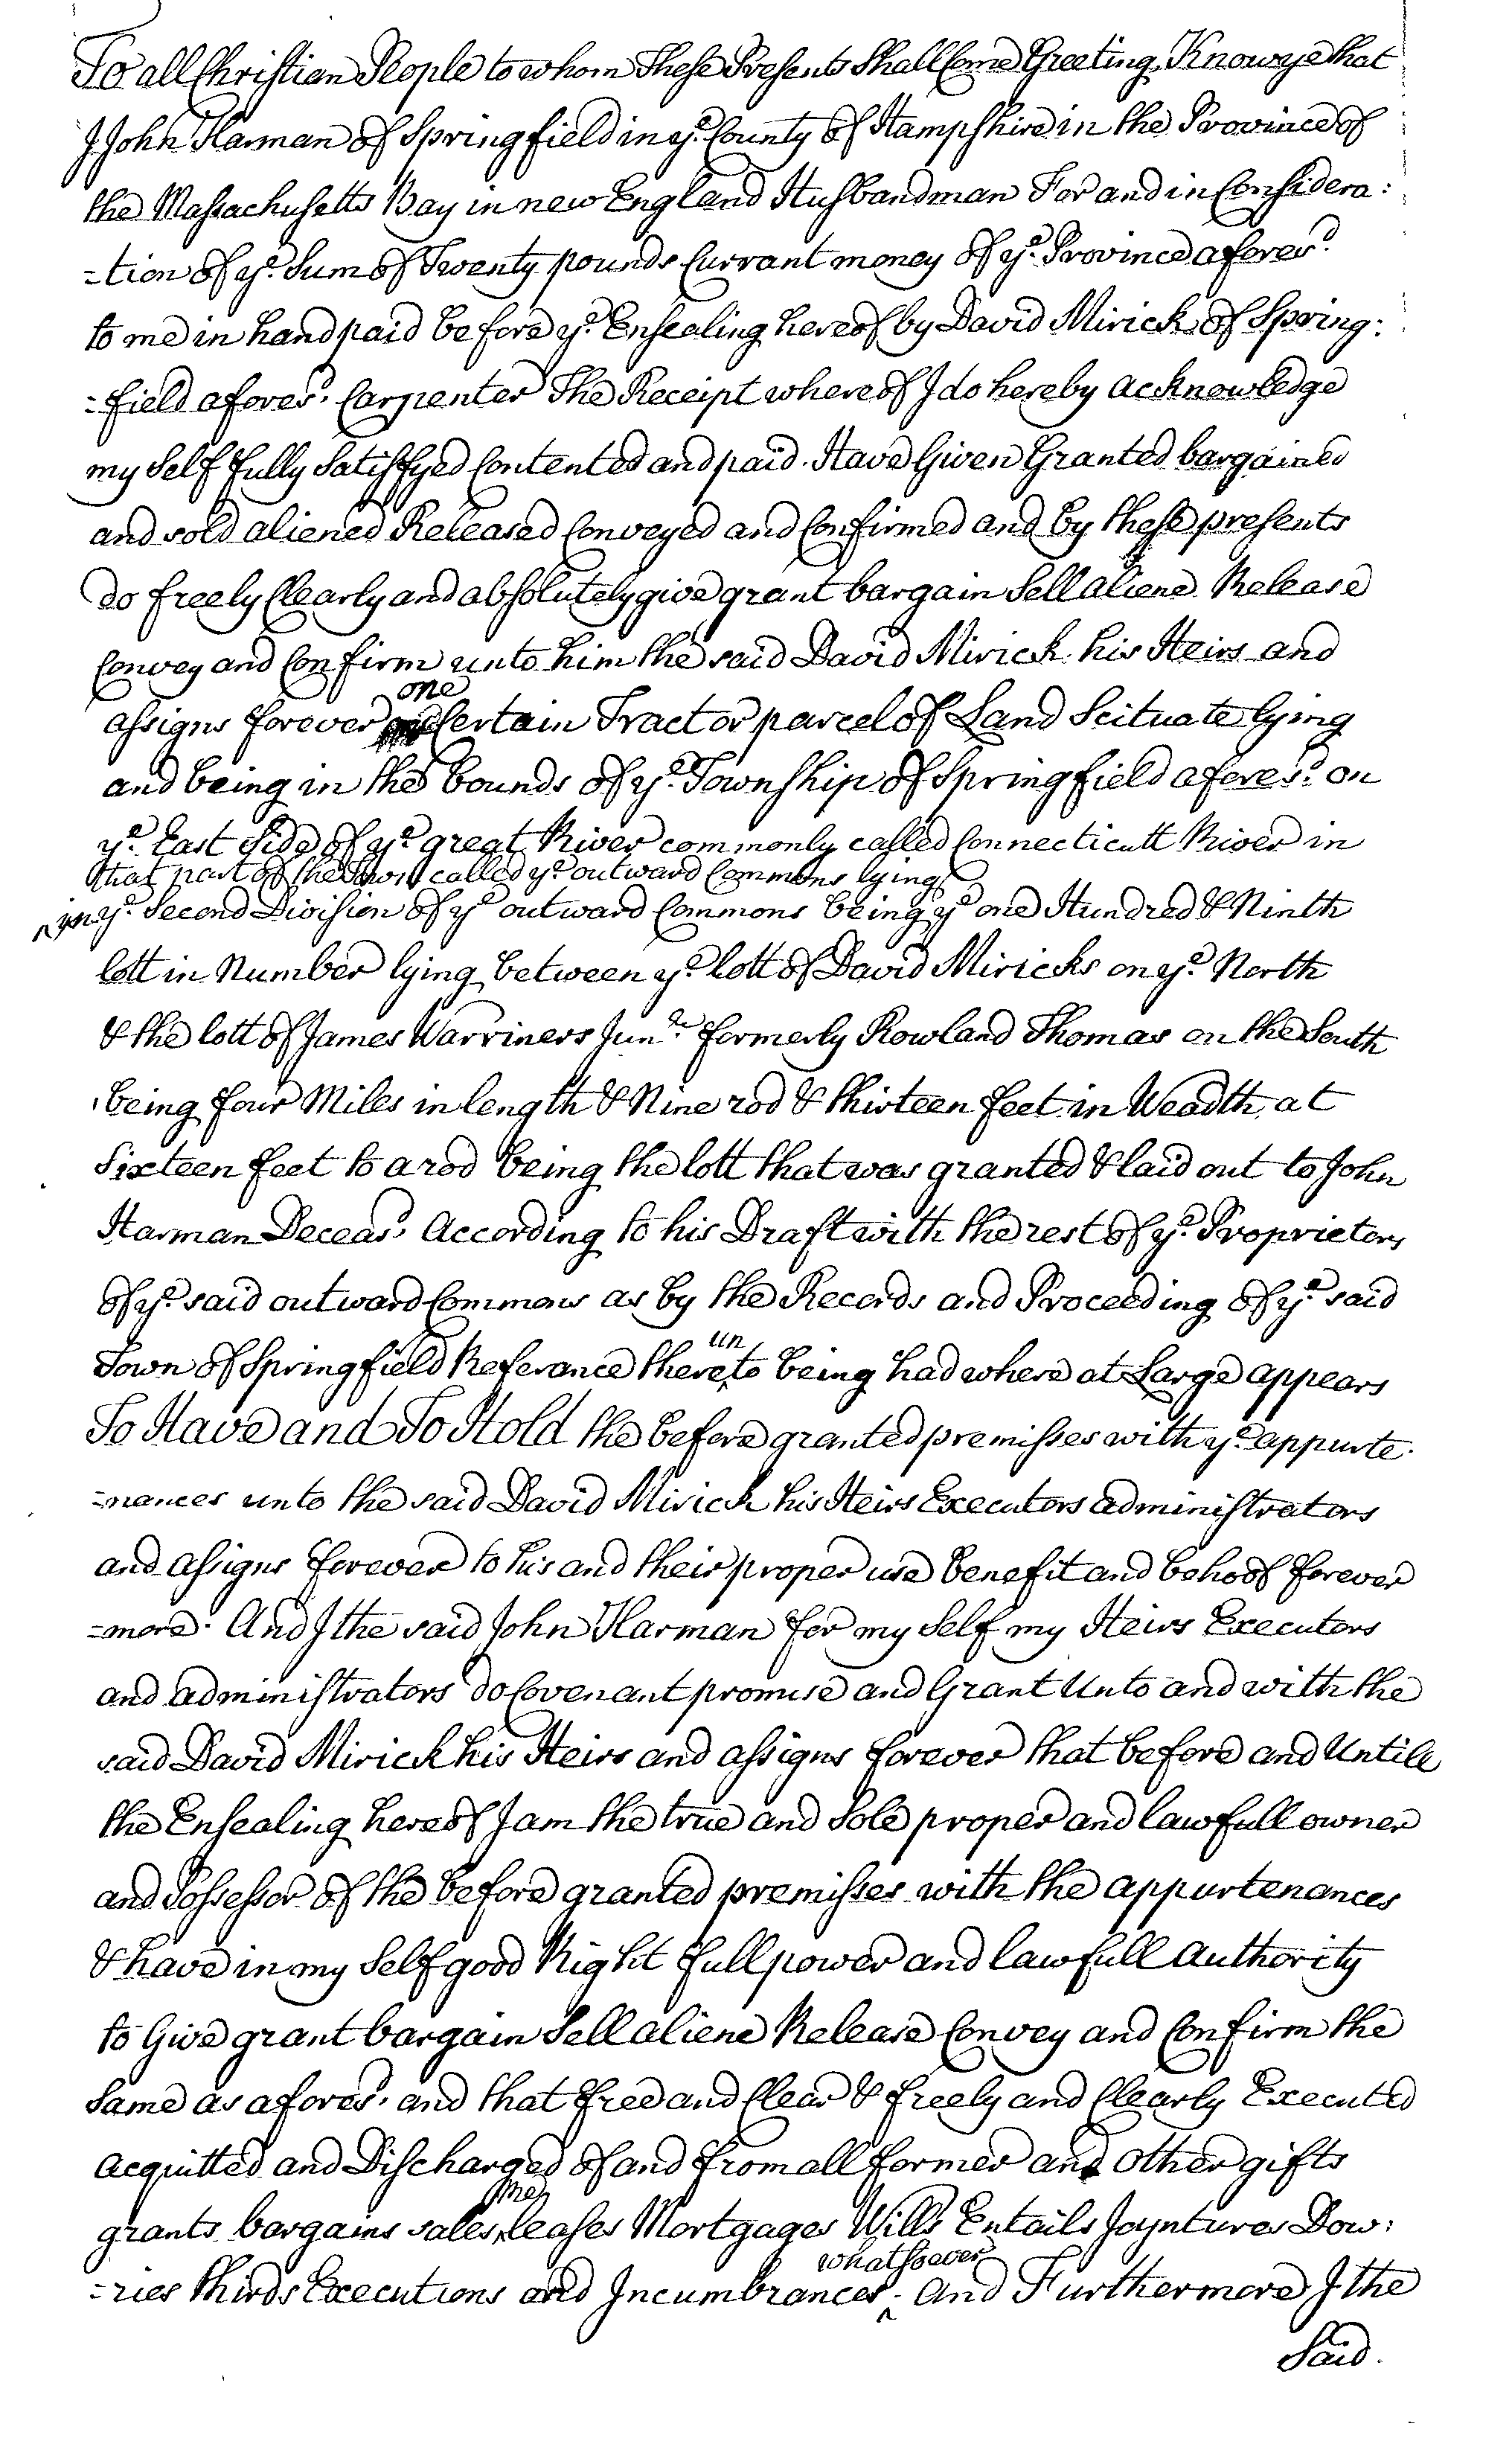 To all Christian People to whom These Presents Shall Come Greeting, Know ye that
I John Harman of Springfield in ye. County of Hampshire in the Province of
the Massachusetts Bay in new England Husbandman For and in Considera:
-tion of ye. Sum of Twenty pounds Currant money of ye. Province afores.d
to me in hand paid before ye. Ensealing hereof by David Mirick of Spring:
-field afores.d Carpenter The Receipt whereof I do hereby acknowledge
my Self fully Satisfyed Contented and paid. Have Given Granted bargained
and sold aliened Released Conveyed and Confirmed and by these presents
do freely Clearly and absolutely give grant bargain Sell aliene Release
Convey and Confirm unto him the said David Mirick his Heirs and
one
assigns forever Certain Tract or parcel of Land Scituate lying
and being in the bounds of ye. Township of Springfield afores.d on
ye. East Side of ye. great River commonly called Connecticutt River in
that part of the Town called ye outward Commons lying
in ye. Second Division of ye outward Commons being ye one Hundred & Ninth
lott in Number lying between ye. lott of David Miricks on ye. North
& the lott of James Warriners Junr. formerly Rowland Thomas on the South
being four Miles in length & Nine rod & thirteen feet in Weadth at
Sixteen feet to a rod being the lott that was granted & laid out to John
Harman Deceas.d According to his Draft with the rest of ye. Proprietors
of ye. said outward Commons as by the Records and Proceeding of ye. said
un
Town of Springfield Referance there^to being had where at Large appears
To Have and To Hold the before granted premisses with ye. appurte.
-nances unto the said David Mirick his Heirs Executors administrators
and assigns forever to his and their proper use benefit and behoof forever
-more. And I the said John Harman for my Self my Heirs Executors
and administrators do Covenant promise and Grant Unto and with the
said David Mirick his Heirs and assigns forever that before and Untill
the Ensealing hereof I am the true and Sole proper and lawfull owner
and Possessor of the before granted premisses with the appurtenances
& have in my Self good Right full power and lawfull authority
to Give grant bargain Sell aliene Release Convey and Confirm the
Same as afores.d and that free and Clear & freely and Clearly Executed
acquitted and Discharged of and from all former and other gifts
grants bargains sales^leases Mortgages Wills Entails Joyntures Dow:
whatsoever
-ries thirds Executions and Incumbrances^. And Furthermore I the
Said.